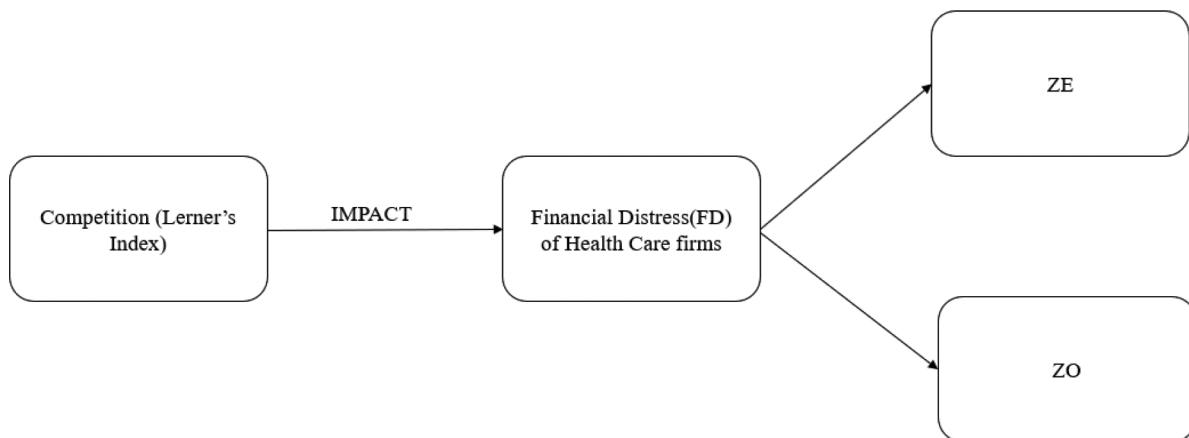 Competition (Lerner’s
Index)
IMPACT
Financial Distress(FD)
of Health Care firms
ZE
ZO